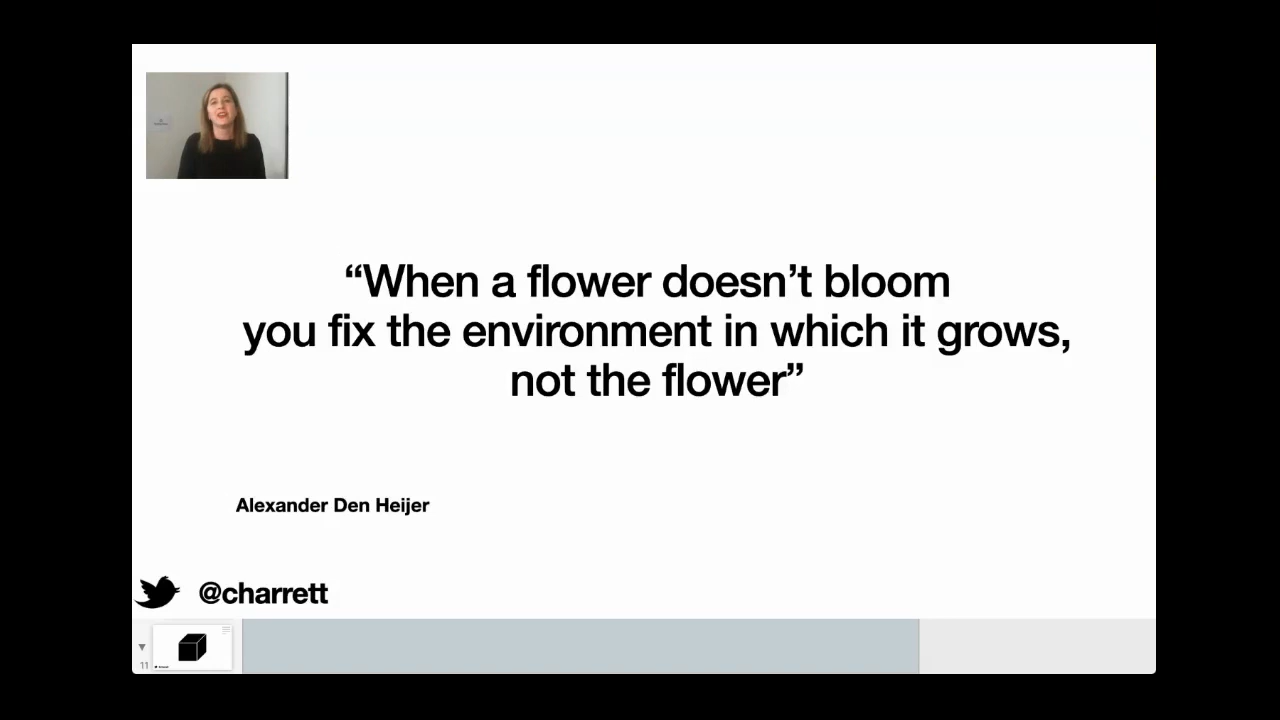 “When a flower doesn’t bloom
you fix the environment in which it grows,
not the flower”
Alexander Den Heijer
@charrett
11